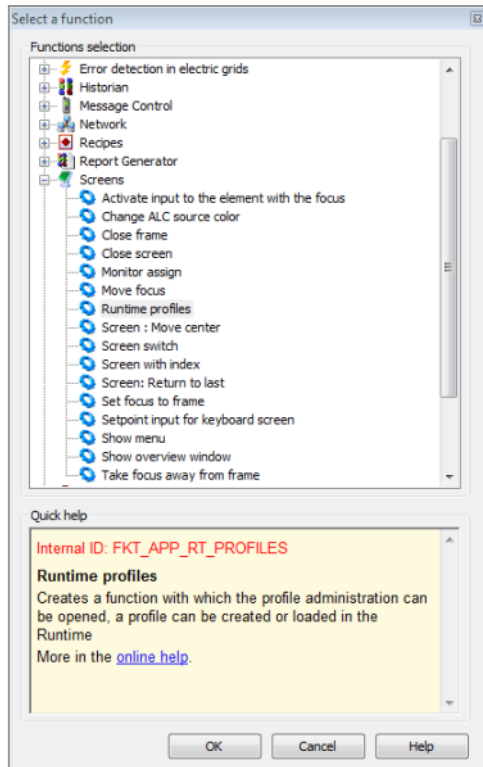 Select a function
Functions selection
Error detection in electric grids
Historian
Message Control
Network
Recipes
Report Generator
Screens
Activate input to the element with the focus
Change ALC source color
Close frame
Close screen
Monitor assign
Move focus
Runtime profiles
Screen : Move center
Screen switch
Screen with index
Screen: Return to last
Set focus to frame
Setpoint input for keyboard screen
Show menu
Show overview window
Take focus away from frame
Quick help
Internal ID: FKT_APP_RT_PROFILES
Runtime profiles
Creates a function with which the profile administration can
be opened, a profile can be created or loaded in the
Runtime
More in the online help.
OK Cancel Help